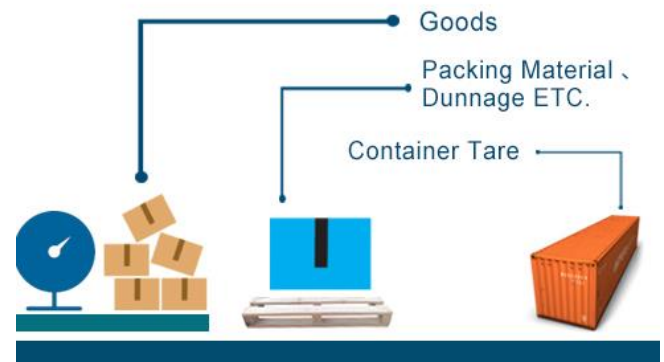 Goods
Packing Material 、
Dunnage ETC.
Container Tare